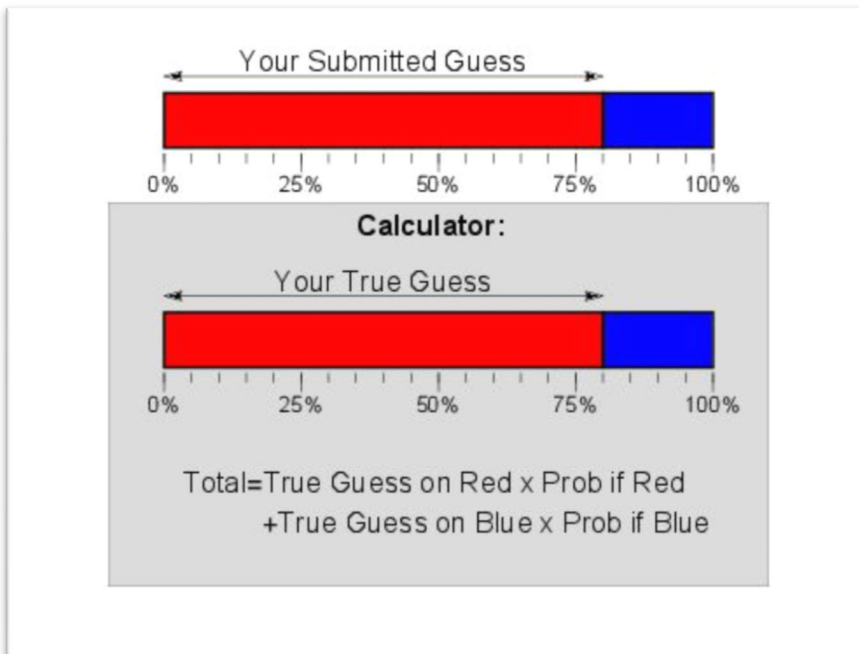 Your Submitted Guess
0% 25% 50% 75% 100%
Calculator:
Your True Guess
0% 25% 50% 75% 100%
Total=True Guess on Red x Prob if Red
+True Guess on Blue x Prob if Blue